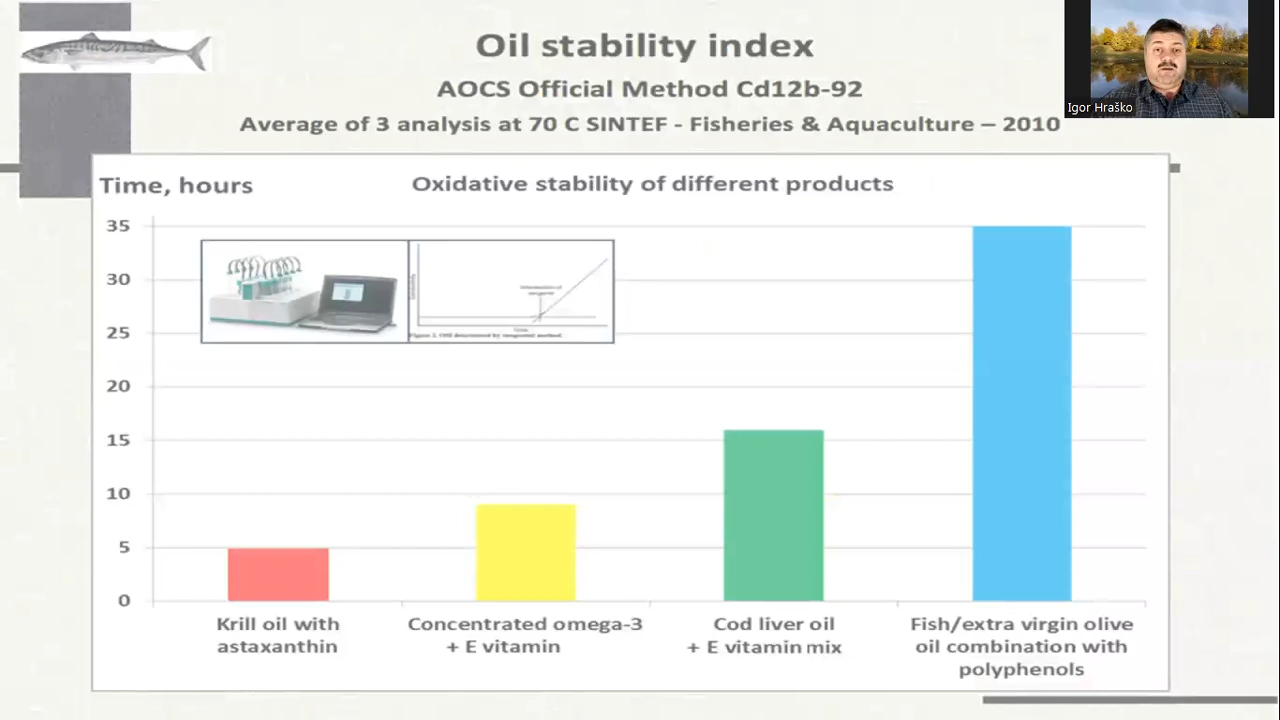 Oil stability index
AOCS Official Method Cd12b-92
Average of 3 analysis at 70 C SINTEF - Fisheries & Aquaculture – 2010
Igor Hraško
Time, hours
Oxidative stability of different products
35
30
25
20
15
10
5
0
Krill oil with
astaxanthin
Concentrated omega-3
+ E vitamin
Cod liver oil
+ E vitamin mix
Fish/extra virgin olive
oil combination with
polyphenols